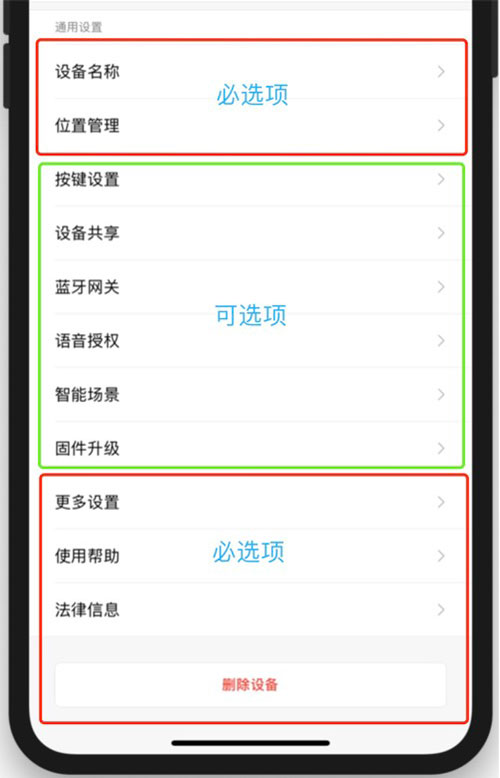 通用设置
设备名称
必选项
位置管理
按键设置
设备共享
蓝牙网关
可选项
语音授权
智能场景
固件升级
更多设置
使用帮助
必选项
法律信息
删除设备